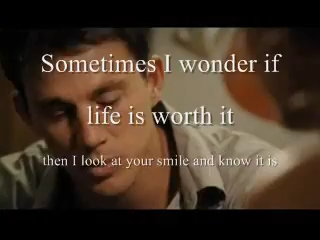 Sometimes I wonder if
life is worth it
then I look at your smile and know it is